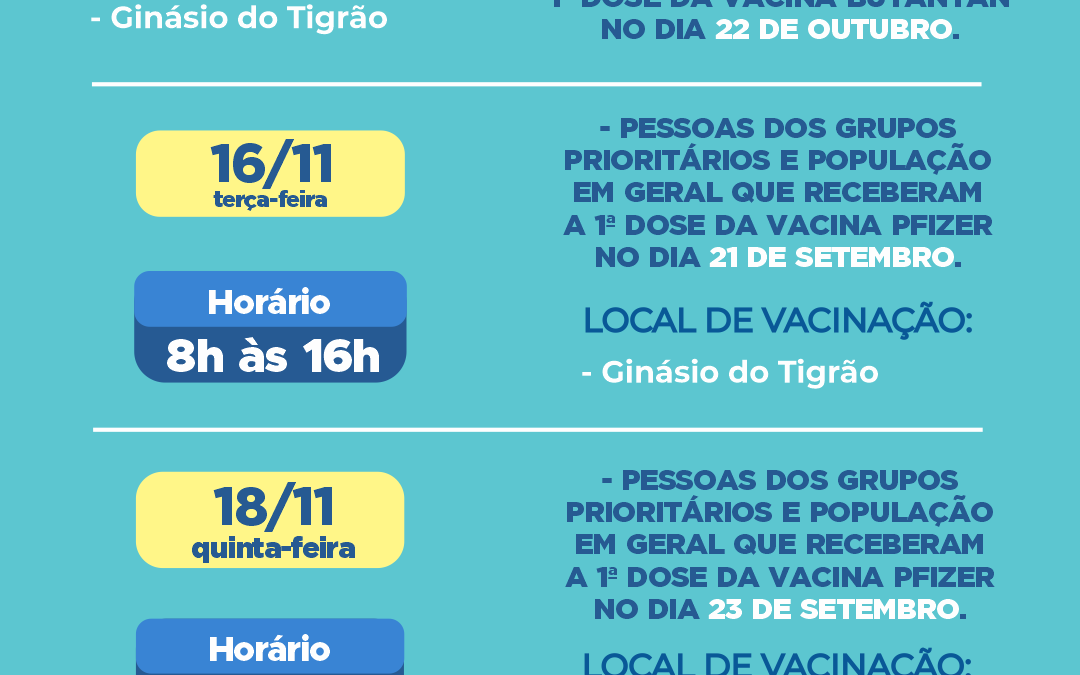 - Ginásio do Tigrão
1ª DOSE DA VACINA BUTANTAN
NO DIA 22 DE OUTUBRO.
16/11
terça-feira
Horário
8h às 16h
- PESSOAS DOS GRUPOS
PRIORITÁRIOS E POPULAÇÃO
EM GERAL QUE RECEBERAM
A 1ª DOSE DA VACINA PFIZER
NO DIA 21 DE SETEMBRO.
LOCAL DE VACINAÇÃO:
- Ginásio do Tigrão
18/11
quinta-feira
Horário
- PESSOAS DOS GRUPOS
PRIORITÁRIOS E POPULAÇÃO
EM GERAL QUE RECEBERAM
A 1ª DOSE DA VACINA PFIZER
NO DIA 23 DE SETEMBRO.
LOCAL DE VACINAÇÃO: